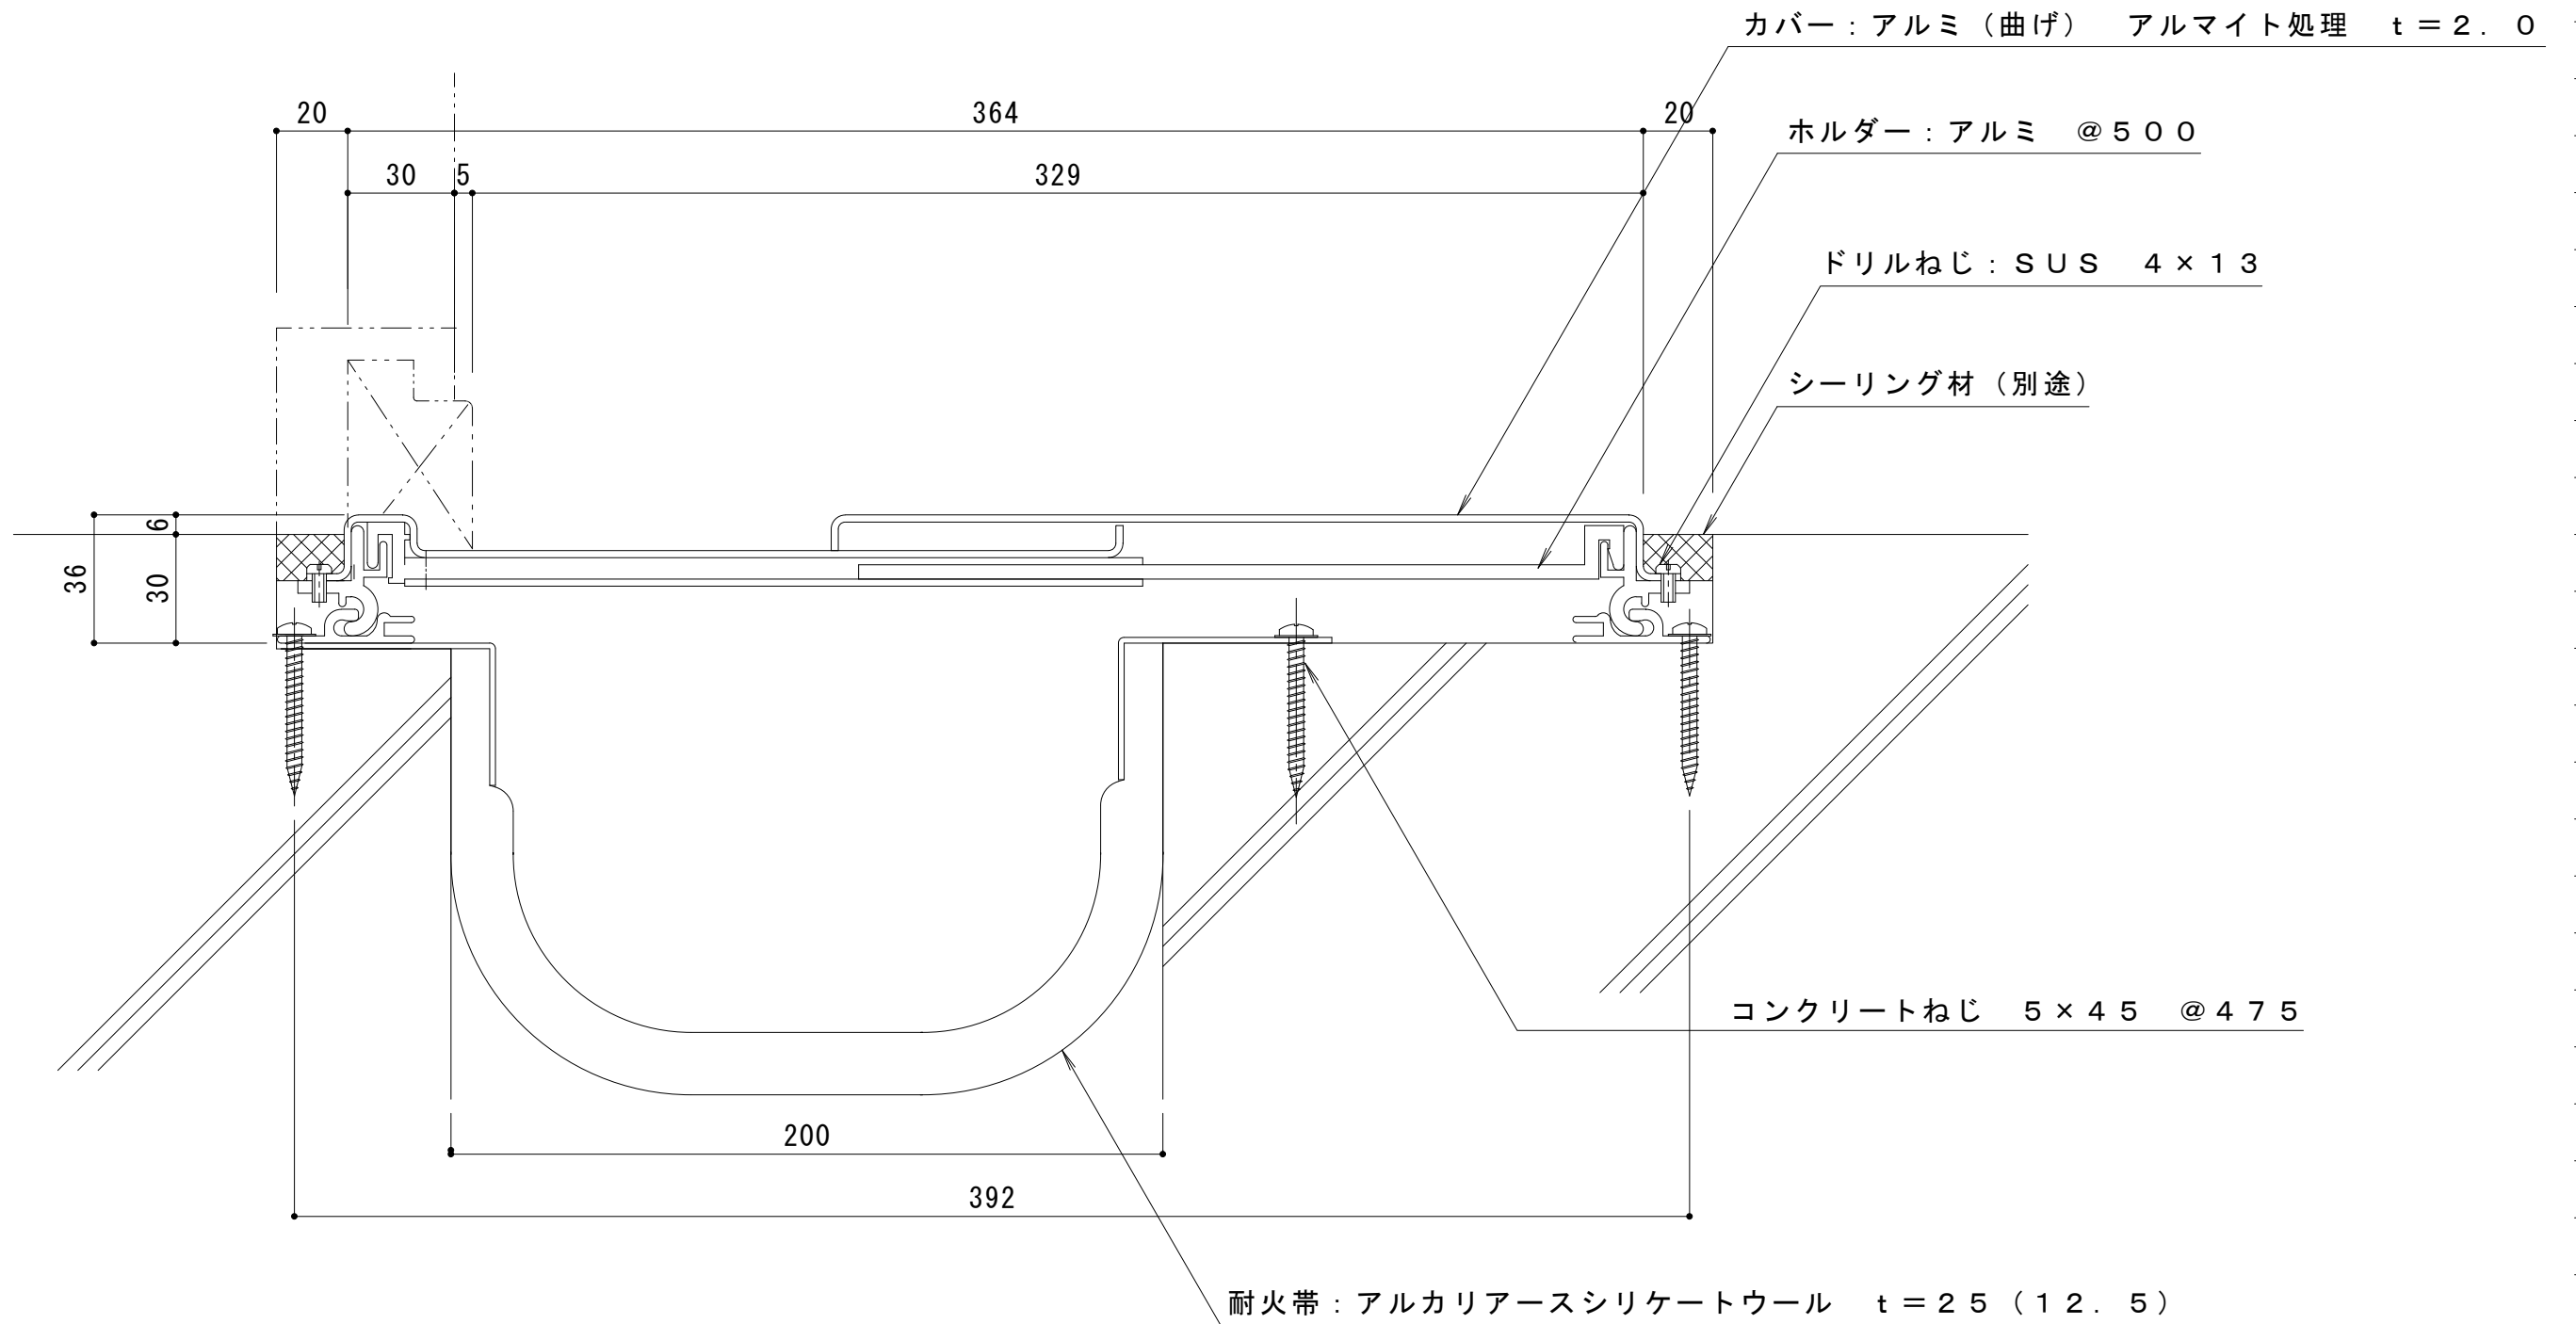 カバー：アルミ（曲げ）　アルマイト処理　ｔ＝２．０
20
364
20
ホルダー：アルミ　＠５００
30
5
329
ドリルねじ：ＳＵＳ　４×１３
シーリング材（別途）
6
36
30
コンクリートねじ　５×４５　＠４７５
200
392
耐火帯：アルカリアースシリケートウール　ｔ＝２５（１２．５）